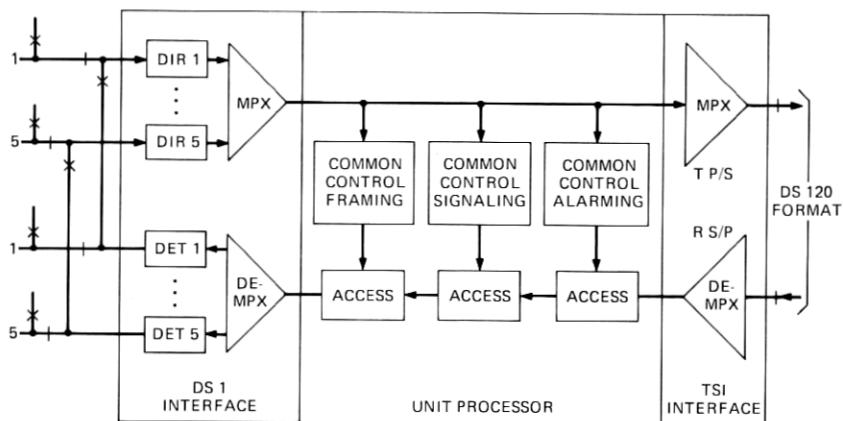 1
DIR 1
MPX
5
DIR 5
MPX
T P/S
COMMON
CONTROL
FRAMING
COMMON
CONTROL
SIGNALING
COMMON
CONTROL
ALARMING
DS 120
FORMAT
R S/P
1
DET 1
DE-
MPX
ACCESS
ACCESS
ACCESS
DE-
MPX
5
DET 5
DS 1
INTERFACE
UNIT PROCESSOR
TSI
INTERFACE